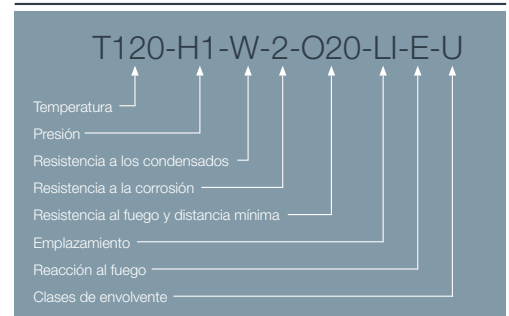 T120-H1-W-2-O20-LI-E-U
Temperatura
Presión
Resistencia a los condensados
Resistencia a la corrosión
Resistencia al fuego y distancia mínima
Emplazamiento
Reacción al fuego
Clases de envolvente